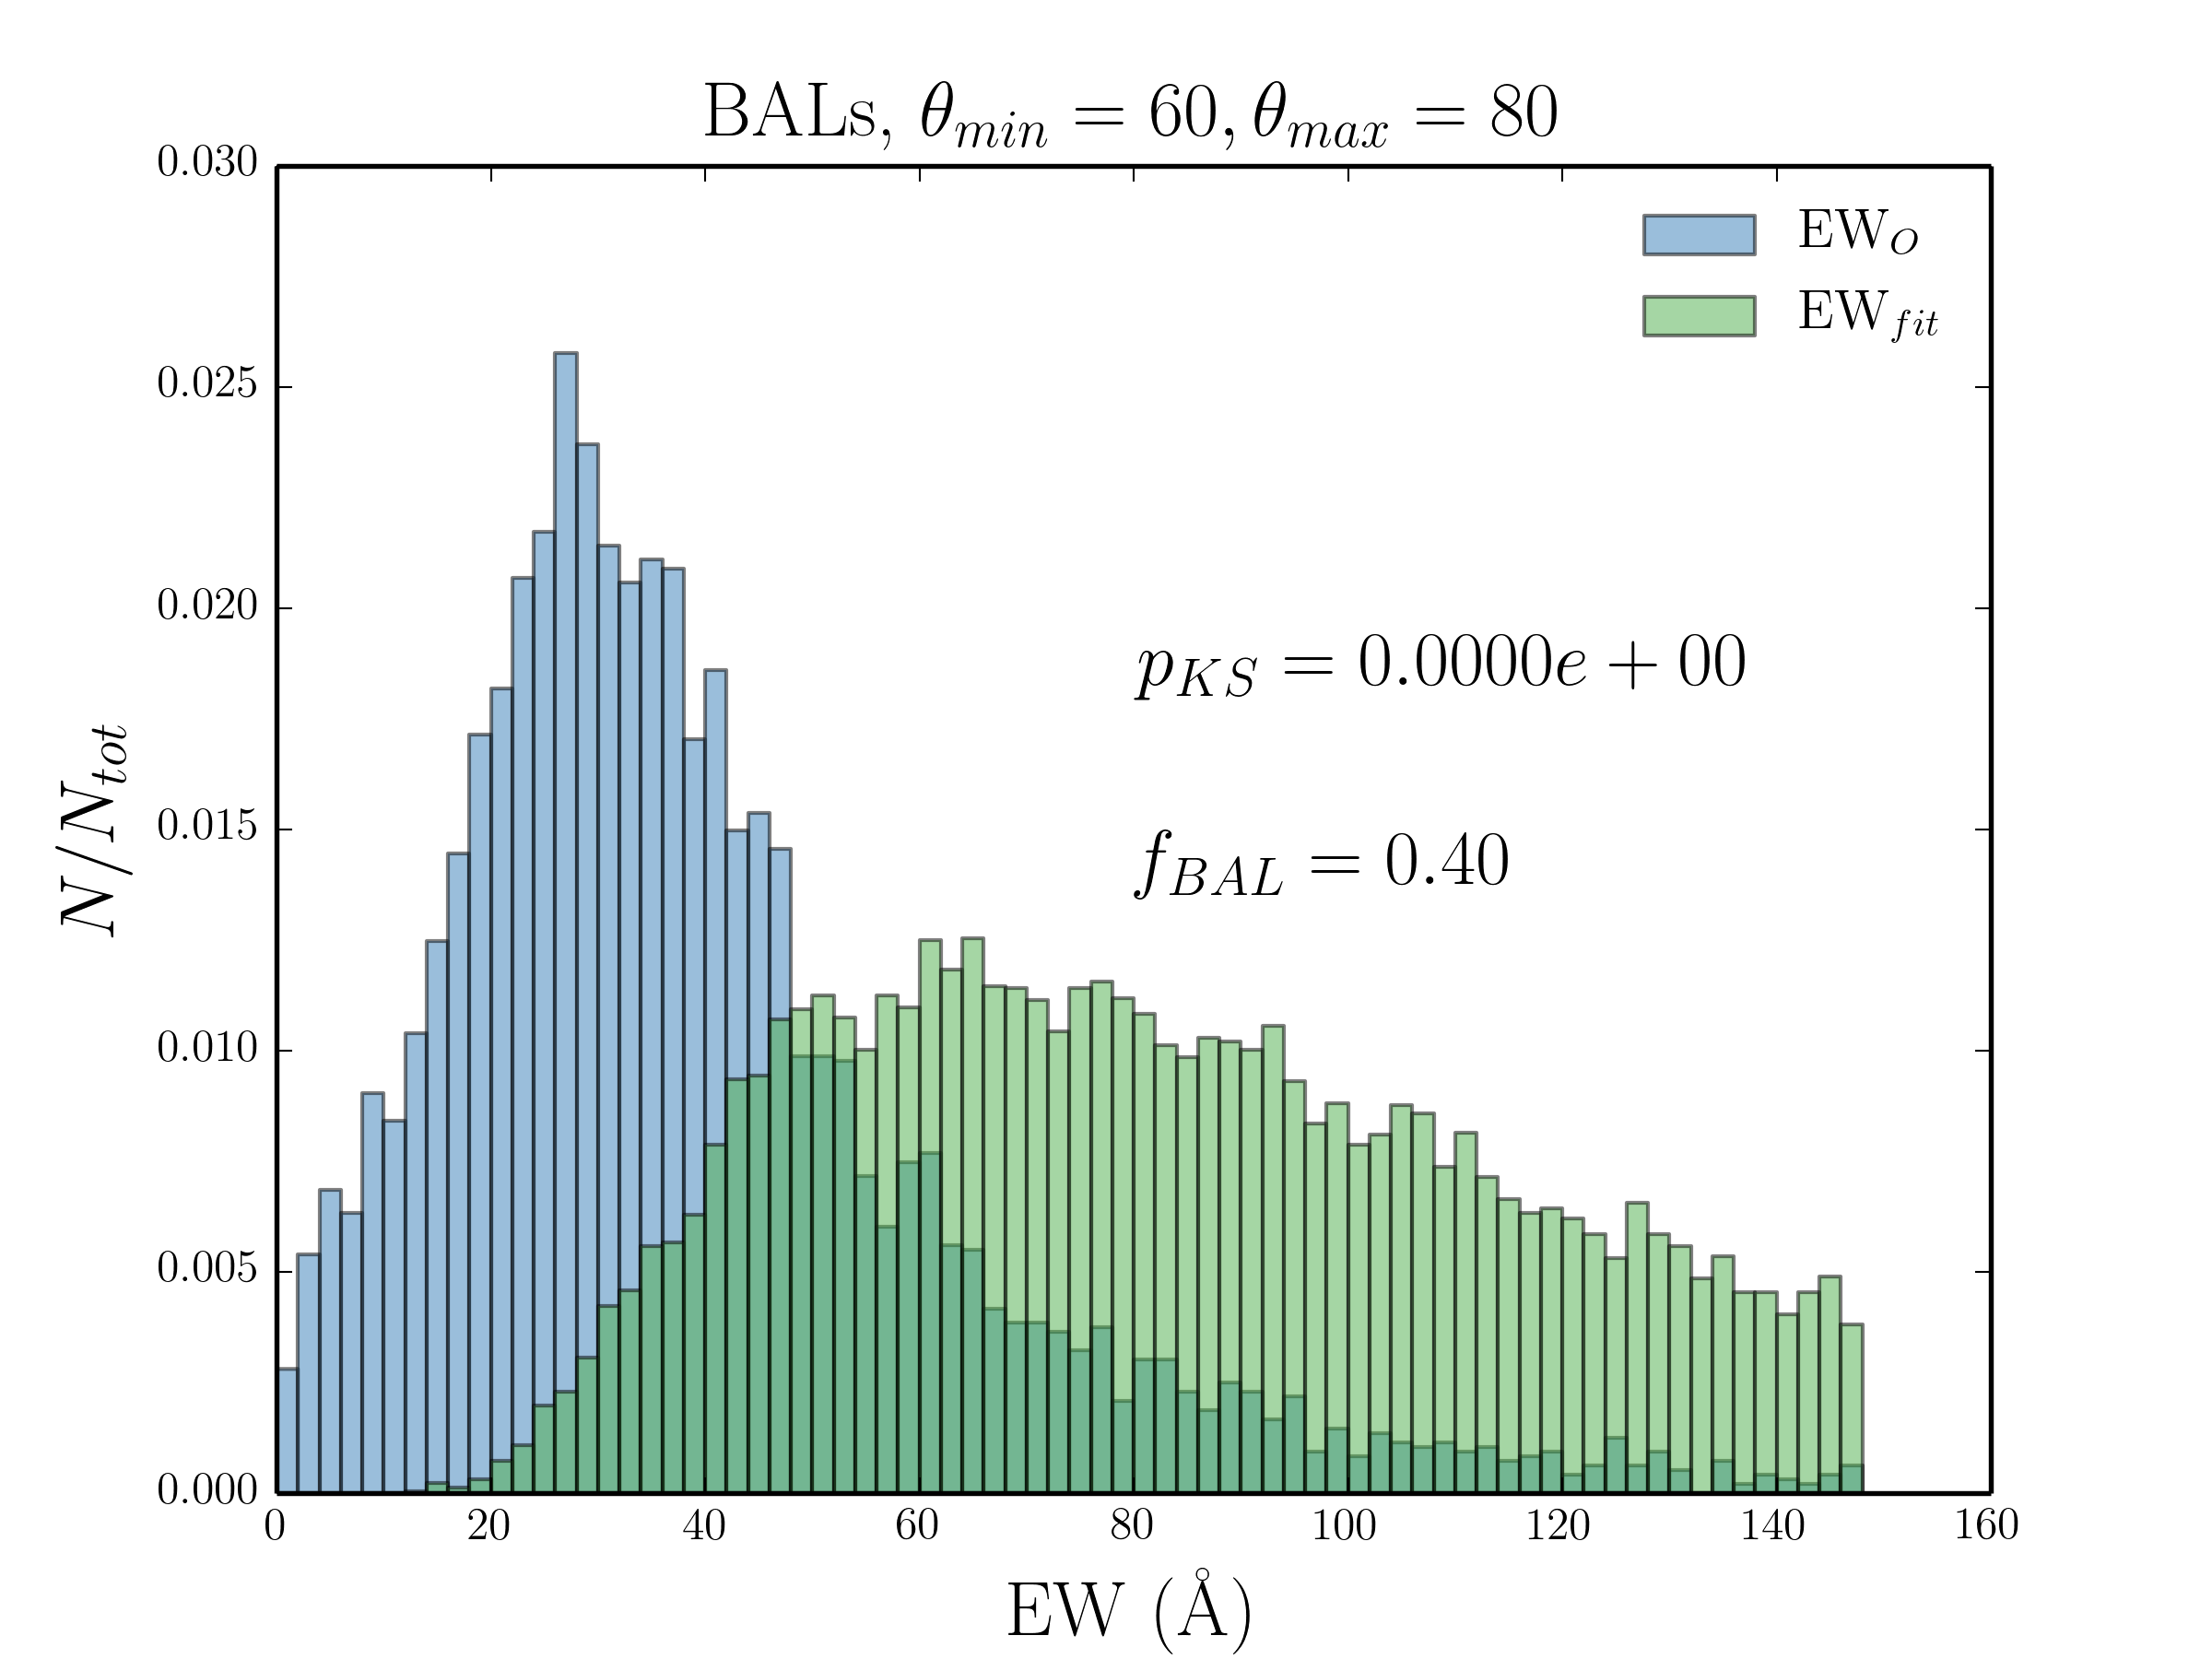 BALs, θ_min = 60, θ_max = 80
0.030
0.025
0.020
0.015
0.010
0.005
0.000
N/N_tot
EW_O
EW_fit
p_KS = 0.0000e + 00
f_BAL = 0.40
0 20 40 60 80 100 120 140 160
EW (Å)